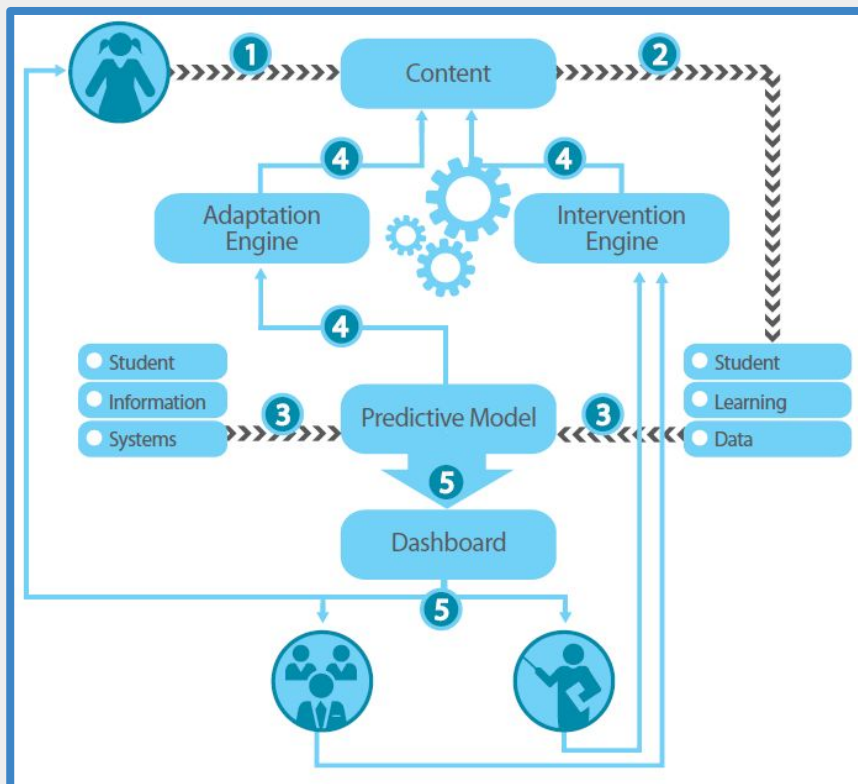 1
Content
2
4
4
Adaptation
Engine
Intervention
Engine
4
Student
Information
Systems
3
Predictive Model
3
Student
Learning
Data
5
Dashboard
5